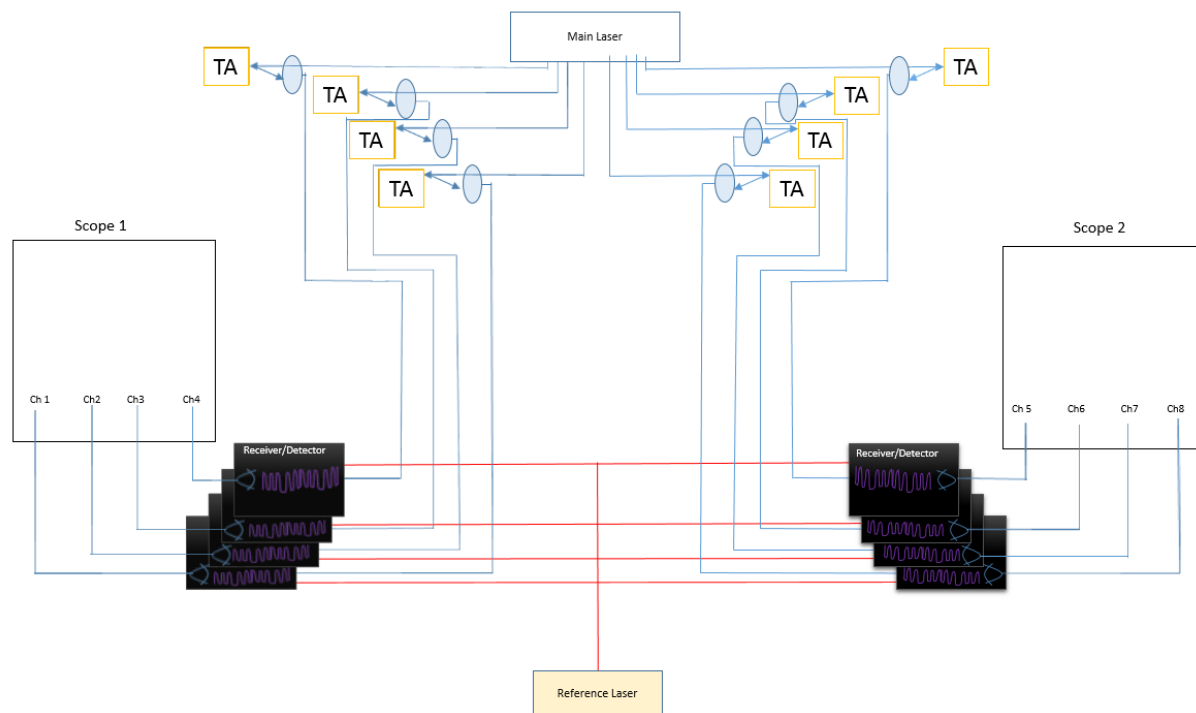 Main Laser
TA
TA
TA
TA
TA
TA
TA
TA
Scope 1
Scope 2
Ch 1
Ch2
Ch3
Ch4
Ch 5
Ch6
Ch7
Ch8
Receiver/Detector
Receiver/Detector
Reference Laser